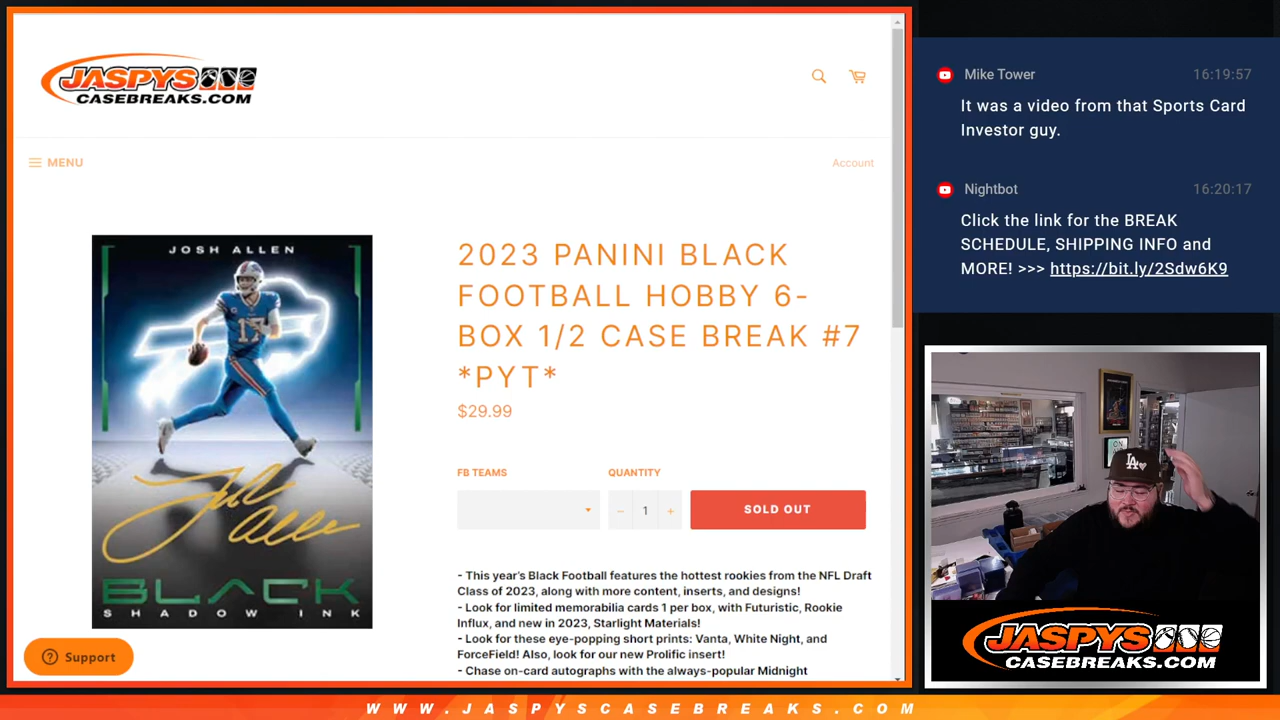 JASPYS
CASEBREAKS.COM
MENU
Account
JOSH ALLEN
17
BLACK
SHADOW INK
2023 PANINI BLACK
FOOTBALL HOBBY 6-
BOX 1/2 CASE BREAK #7
*PYT*
$29.99
FB TEAMS
QUANTITY
− 1 +
SOLD OUT
- This year's Black Football features the hottest rookies from the NFL Draft
Class of 2023, along with more content, inserts, and designs!
- Look for limited memorabilia cards 1 per box, with Futuristic, Rookie
Influx, and new in 2023, Starlight Materials!
- Look for these eye-popping short prints: Vanta, White Night, and
ForceField! Also, look for our new Prolific insert!
- Chase on-card autographs with the always-popular Midnight
? Support
Mike Tower
16:19:57
It was a video from that Sports Card
Investor guy.
Nightbot
16:20:17
Click the link for the BREAK
SCHEDULE, SHIPPING INFO and
MORE! >>> https://bit.ly/2Sdw6K9
LA
JASPYS
CASEBREAKS.COM
WWW.JASPYSCASEBREAKS.COM